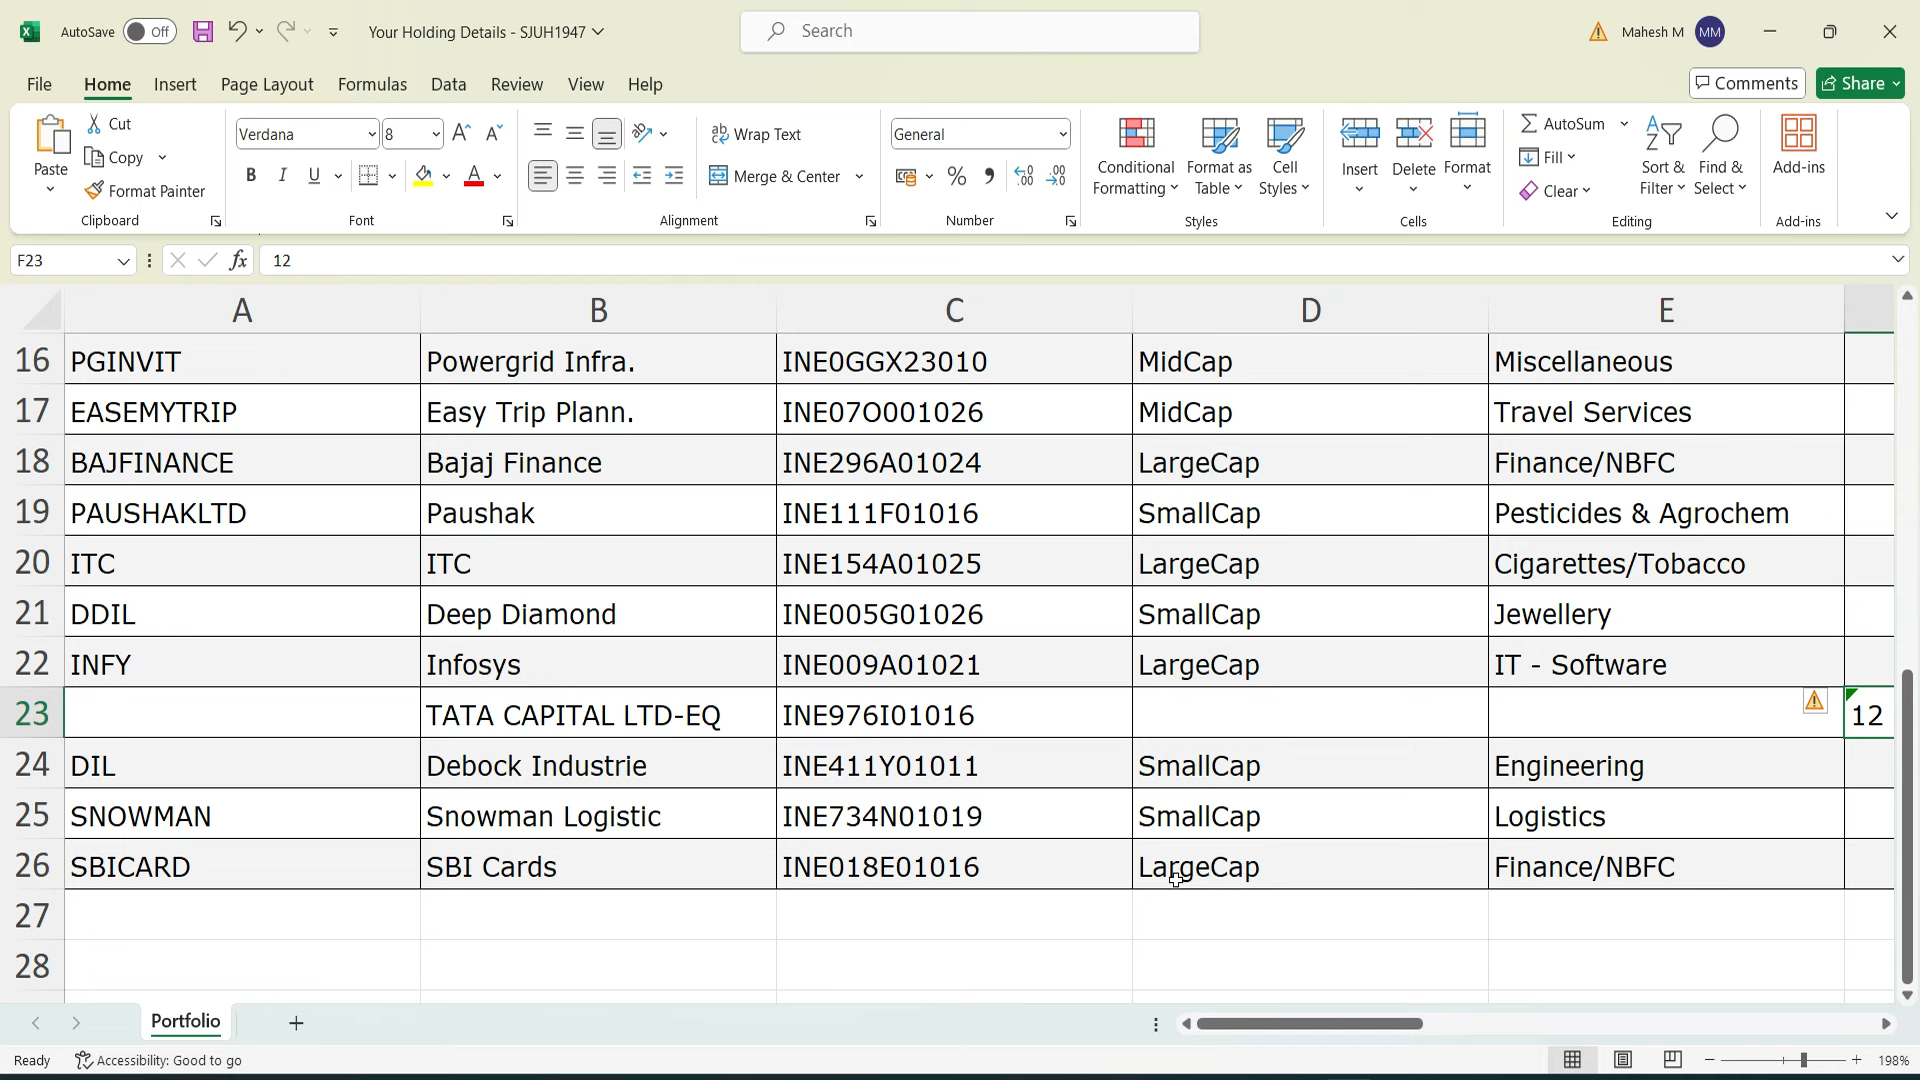 AutoSave Off Your Holding Details - SJUH1947 Search Mahesh M MM
File Home Insert Page Layout Formulas Data Review View Help Comments Share
Paste Cut Copy Format Painter Clipboard
Verdana 8 B I U A Font
Wrap Text Merge & Center Alignment
General % Number
Conditional Formatting Format as Table Cell Styles Styles
Insert Delete Format Cells
AutoSum Fill Clear Sort & Filter Find & Select Editing
Add-ins Add-ins
F23 fx 12
A B C D E
16 PGINVIT Powergrid Infra. INE0GGX23010 MidCap Miscellaneous
17 EASEMYTRIP Easy Trip Plann. INE07O001026 MidCap Travel Services
18 BAJFINANCE Bajaj Finance INE296A01024 LargeCap Finance/NBFC
19 PAUSHAKLTD Paushak INE111F01016 SmallCap Pesticides & Agrochem
20 ITC ITC INE154A01025 LargeCap Cigarettes/Tobacco
21 DDIL Deep Diamond INE005G01026 SmallCap Jewellery
22 INFY Infosys INE009A01021 LargeCap IT - Software
23 TATA CAPITAL LTD-EQ INE976I01016 12
24 DIL Debock Industrie INE411Y01011 SmallCap Engineering
25 SNOWMAN Snowman Logistic INE734N01019 SmallCap Logistics
26 SBICARD SBI Cards INE018E01016 LargeCap Finance/NBFC
27
28
Portfolio
Ready Accessibility: Good to go 198%